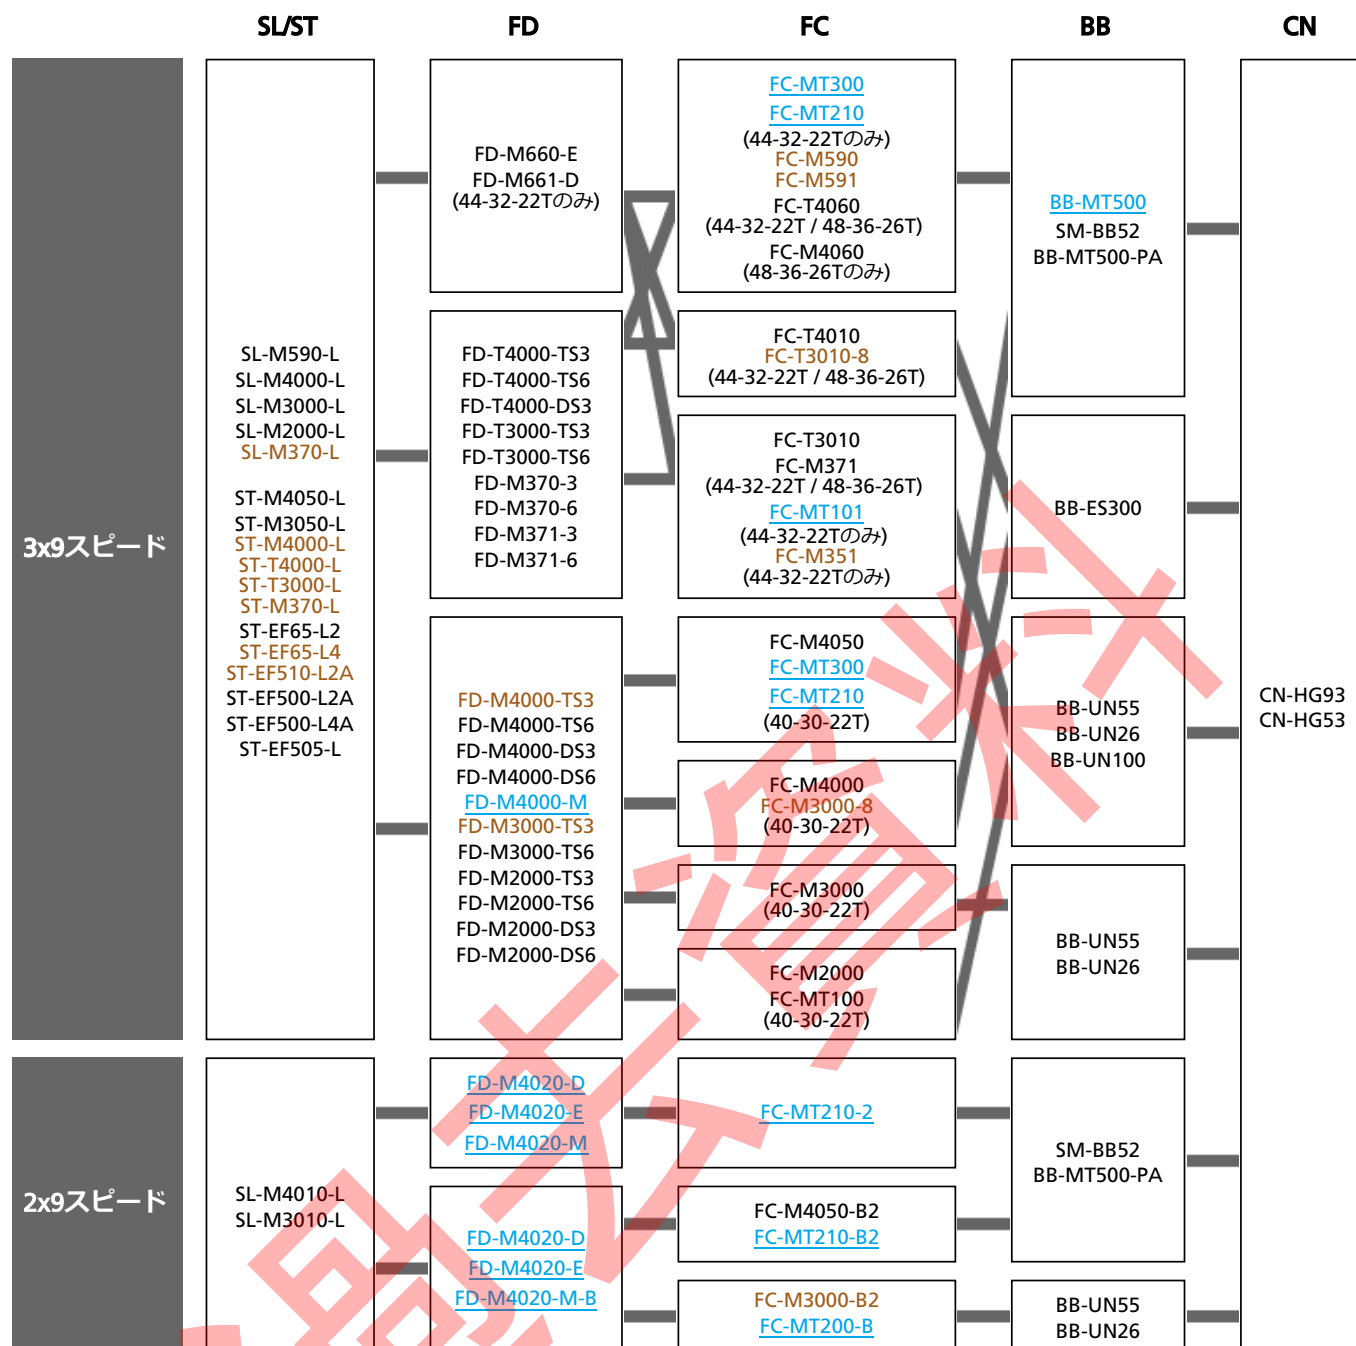 SL/ST
FD
FC
BB
CN
3x9スピード
SL-M590-L
SL-M4000-L
SL-M3000-L
SL-M2000-L
SL-M370-L
ST-M4050-L
ST-M3050-L
ST-M4000-L
ST-T4000-L
ST-T3000-L
ST-M370-L
ST-EF65-L2
ST-EF65-L4
ST-EF510-L2A
ST-EF500-L2A
ST-EF500-L4A
ST-EF505-L
FD-M660-E
FD-M661-D
(44-32-22Tのみ)
FD-T4000-TS3
FD-T4000-TS6
FD-T4000-DS3
FD-T3000-TS3
FD-T3000-TS6
FD-M370-3
FD-M370-6
FD-M371-3
FD-M371-6
FD-M4000-TS3
FD-M4000-TS6
FD-M4000-DS3
FD-M4000-DS6
FD-M4000-M
FD-M3000-TS3
FD-M3000-TS6
FD-M2000-TS3
FD-M2000-TS6
FD-M2000-DS3
FD-M2000-DS6
FC-MT300
FC-MT210
(44-32-22Tのみ)
FC-M590
FC-M591
FC-T4060
(44-32-22T / 48-36-26T)
FC-M4060
(48-36-26Tのみ)
FC-T4010
FC-T3010-8
(44-32-22T / 48-36-26T)
FC-T3010
FC-M371
(44-32-22T / 48-36-26T)
FC-MT101
(44-32-22Tのみ)
FC-M351
(44-32-22Tのみ)
FC-M4050
FC-MT300
FC-MT210
(40-30-22T)
FC-M4000
FC-M3000-8
(40-30-22T)
FC-M3000
(40-30-22T)
FC-M2000
FC-MT100
(40-30-22T)
BB-MT500
SM-BB52
BB-MT500-PA
BB-ES300
BB-UN55
BB-UN26
BB-UN100
BB-UN55
BB-UN26
CN-HG93
CN-HG53
2x9スピード
SL-M4010-L
SL-M3010-L
FD-M4020-D
FD-M4020-E
FD-M4020-M
FD-M4020-D
FD-M4020-E
FD-M4020-M-B
FC-MT210-2
FC-M4050-B2
FC-MT210-B2
FC-M3000-B2
FC-MT200-B
SM-BB52
BB-MT500-PA
BB-UN55
BB-UN26